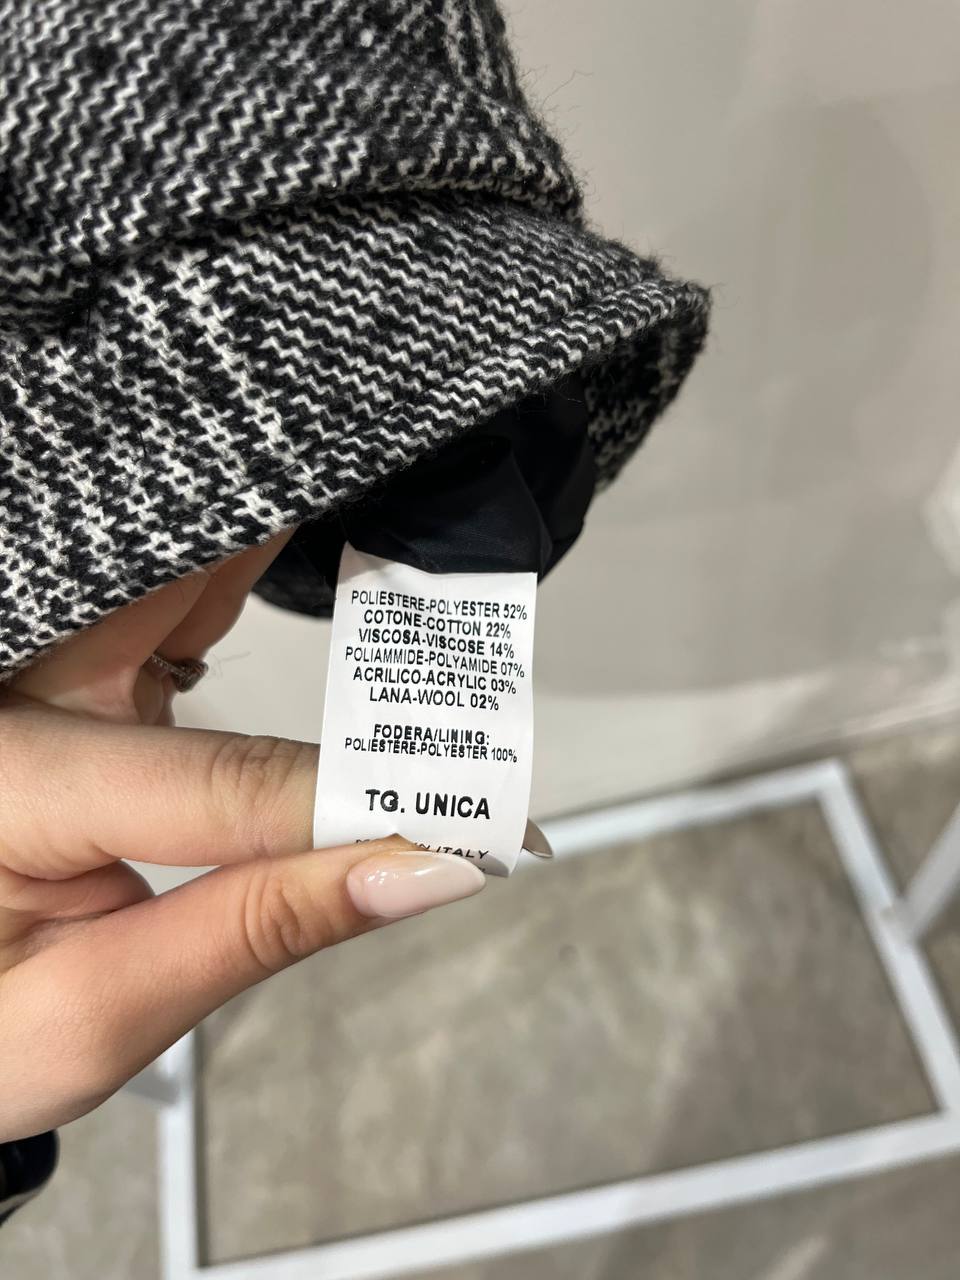 POLIESTERE-POLYESTER 52%
COTONE-COTTON 22%
VISCOSA-VISCOSE 14%
POLIAMMIDE-POLYAMIDE 07%
ACRILICO-ACRYLIC 03%
LANA-WOOL 02%
FODERA/LINING:
POLIESTERE-POLYESTER 100%
TG. UNICA
ITALY